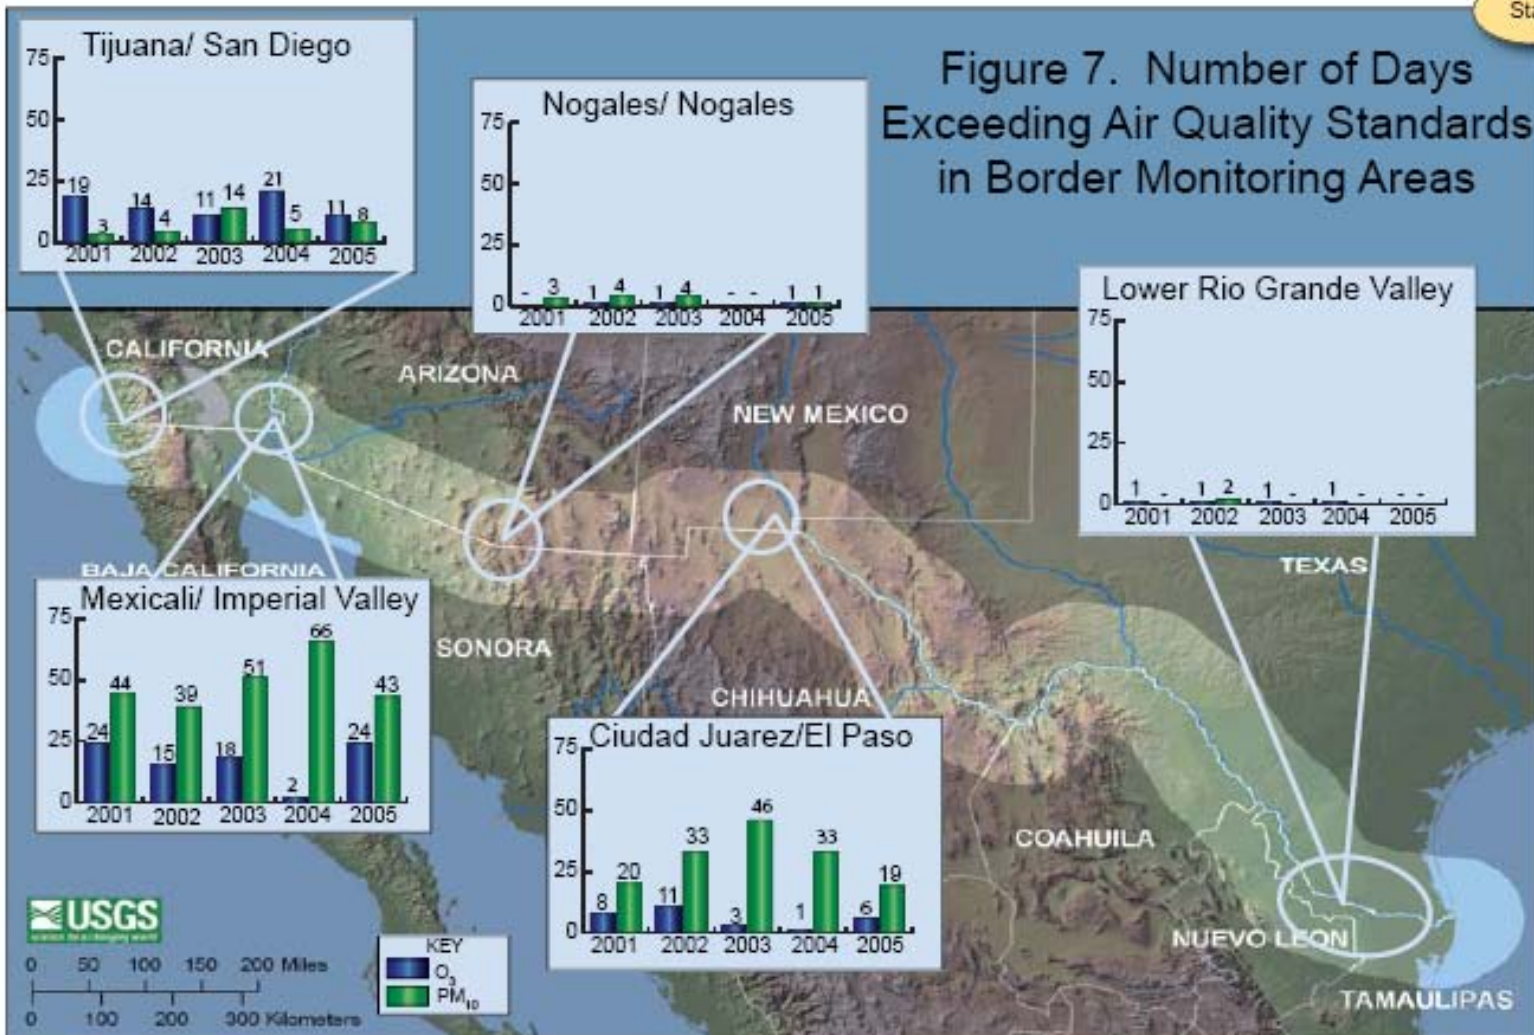 Sta
Figure 7. Number of Days
Exceeding Air Quality Standards
in Border Monitoring Areas
Tijuana/ San Diego
75
50
25
0
19 3 14 4 11 14 21 5 11 8
2001 2002 2003 2004 2005
Nogales/ Nogales
75
50
25
0
- 3 1 4 1 4 - - 1 1
2001 2002 2003 2004 2005
Lower Rio Grande Valley
75
50
25
0
1 - 1 2 1 - 1 - - -
2001 2002 2003 2004 2005
CALIFORNIA
ARIZONA
NEW MEXICO
TEXAS
BAJA CALIFORNIA
SONORA
CHIHUAHUA
COAHUILA
NUEVO LEON
TAMAULIPAS
Mexicali/ Imperial Valley
75
50
25
0
24 44 15 39 18 51 2 66 24 43
2001 2002 2003 2004 2005
Ciudad Juarez/El Paso
75
50
25
0
8 20 11 33 3 46 1 33 6 19
2001 2002 2003 2004 2005
USGS
0 50 100 150 200 Miles
0 100 200 300 Kilometers
KEY
O3
PM10